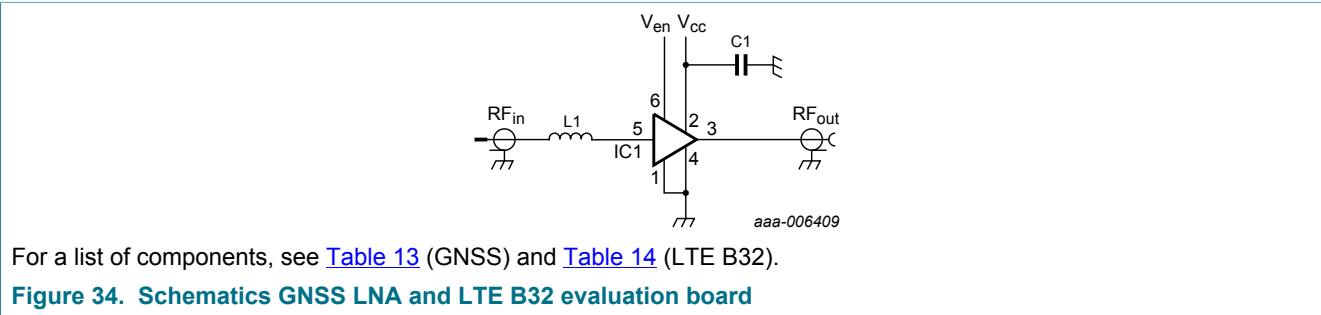 Ven Vcc
C1
6
RFin
L1
5
2
3
RFout
IC1
4
1
aaa-006409
For a list of components, see Table 13 (GNSS) and Table 14 (LTE B32).
Figure 34. Schematics GNSS LNA and LTE B32 evaluation board